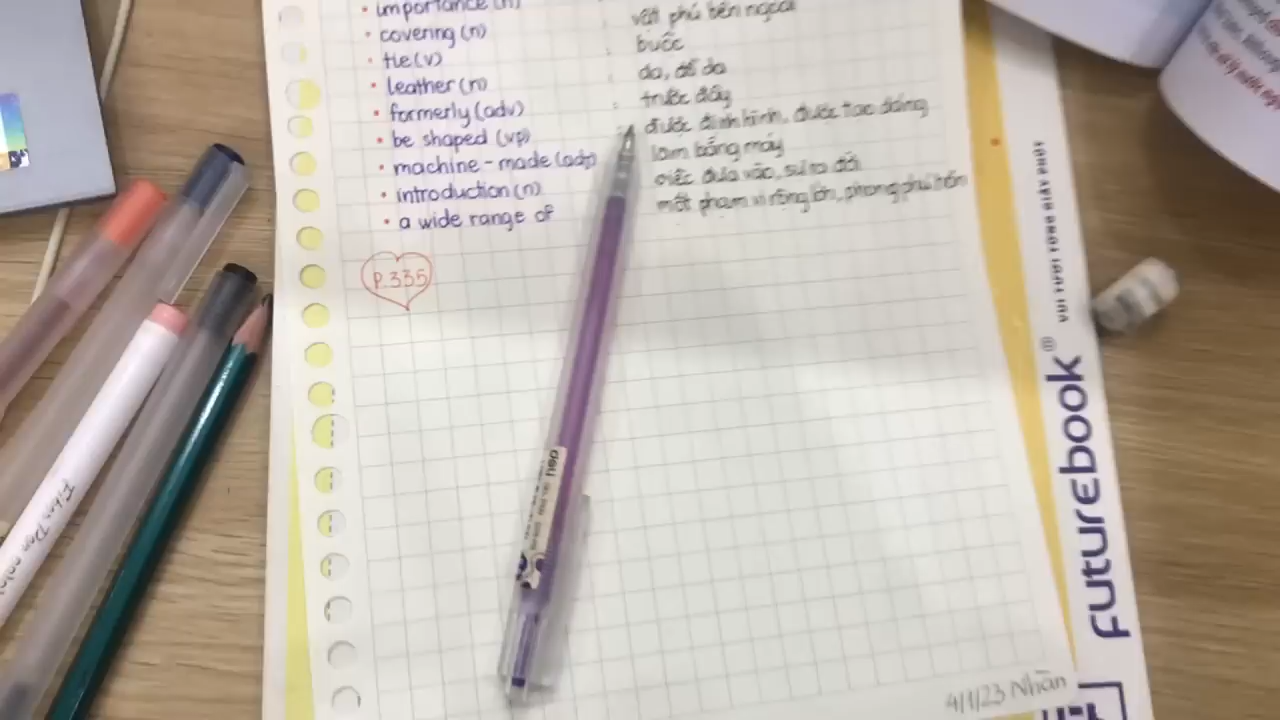 • importance (n)
• covering (n) : vật phủ bên ngoài
• tie (v) : buộc
• leather (n) : da, đồ da
• formerly (adv) : trước đây
• be shaped (vp) được định hình, được tạo dáng
• machine-made (adj) làm bằng máy
• introduction (n) việc đưa vào, sự ra đời
• a wide range of một phạm vi rộng lớn, phong phú hơn
P.335
4/1/23 Nhàn
deli
futurebook®